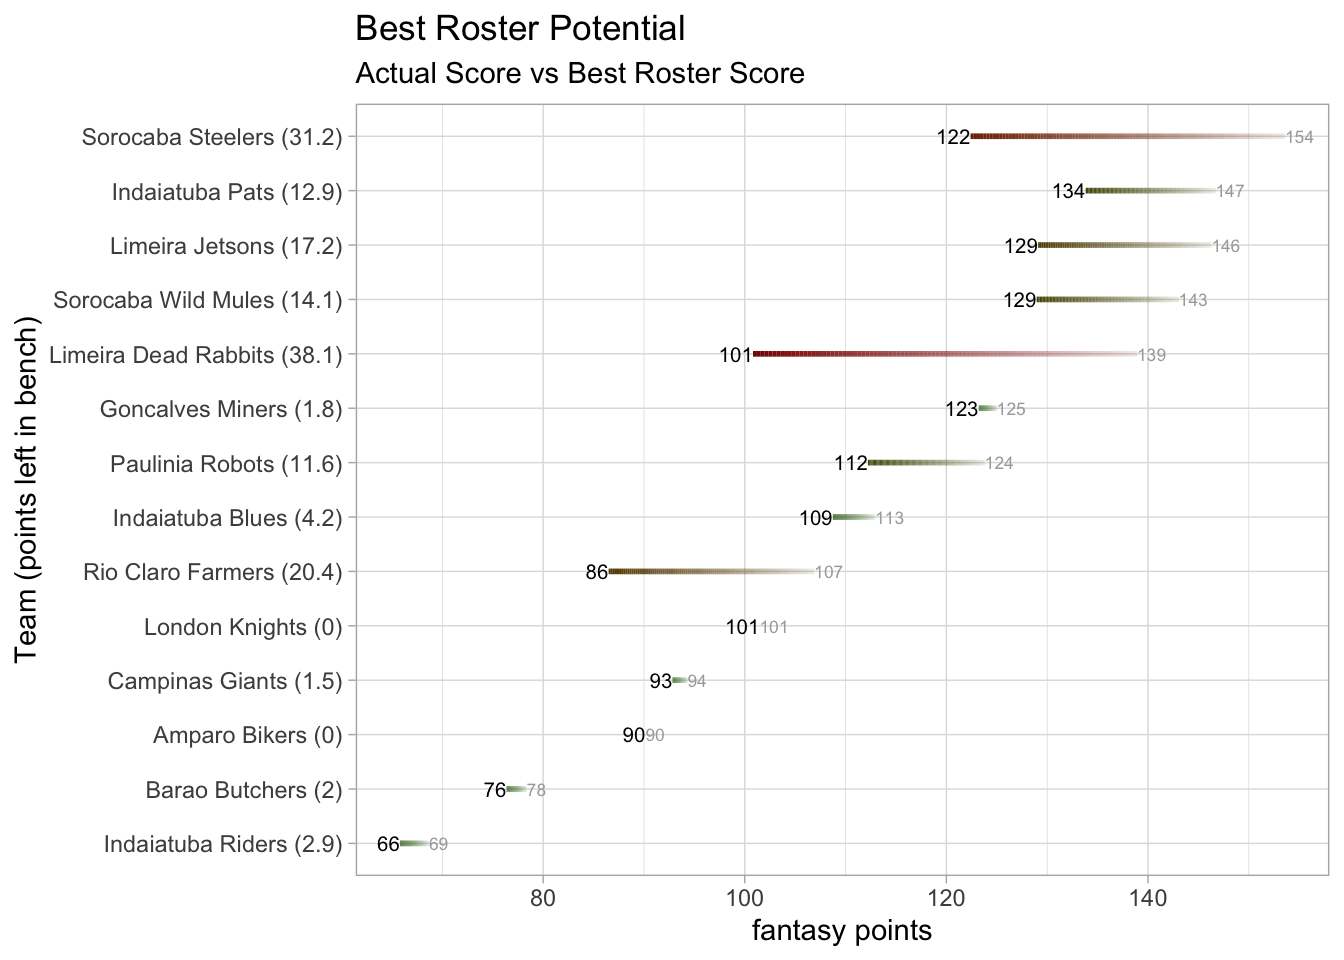 Best Roster Potential
Actual Score vs Best Roster Score
Team (points left in bench)
Sorocaba Steelers (31.2) 122 154
Indaiatuba Pats (12.9) 134 147
Limeira Jetsons (17.2) 129 146
Sorocaba Wild Mules (14.1) 129 143
Limeira Dead Rabbits (38.1) 101 139
Goncalves Miners (1.8) 123 125
Paulinia Robots (11.6) 112 124
Indaiatuba Blues (4.2) 109 113
Rio Claro Farmers (20.4) 86 107
London Knights (0) 101 101
Campinas Giants (1.5) 93 94
Amparo Bikers (0) 90 90
Barao Butchers (2) 76 78
Indaiatuba Riders (2.9) 66 69
80 100 120 140
fantasy points